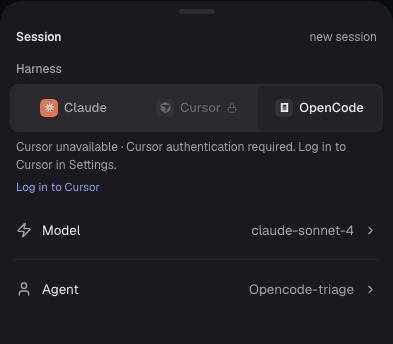 Session
new session
Harness
Claude
Cursor
OpenCode
Cursor unavailable · Cursor authentication required. Log in to
Cursor in Settings.
Log in to Cursor
Model
claude-sonnet-4
Agent
Opencode-triage